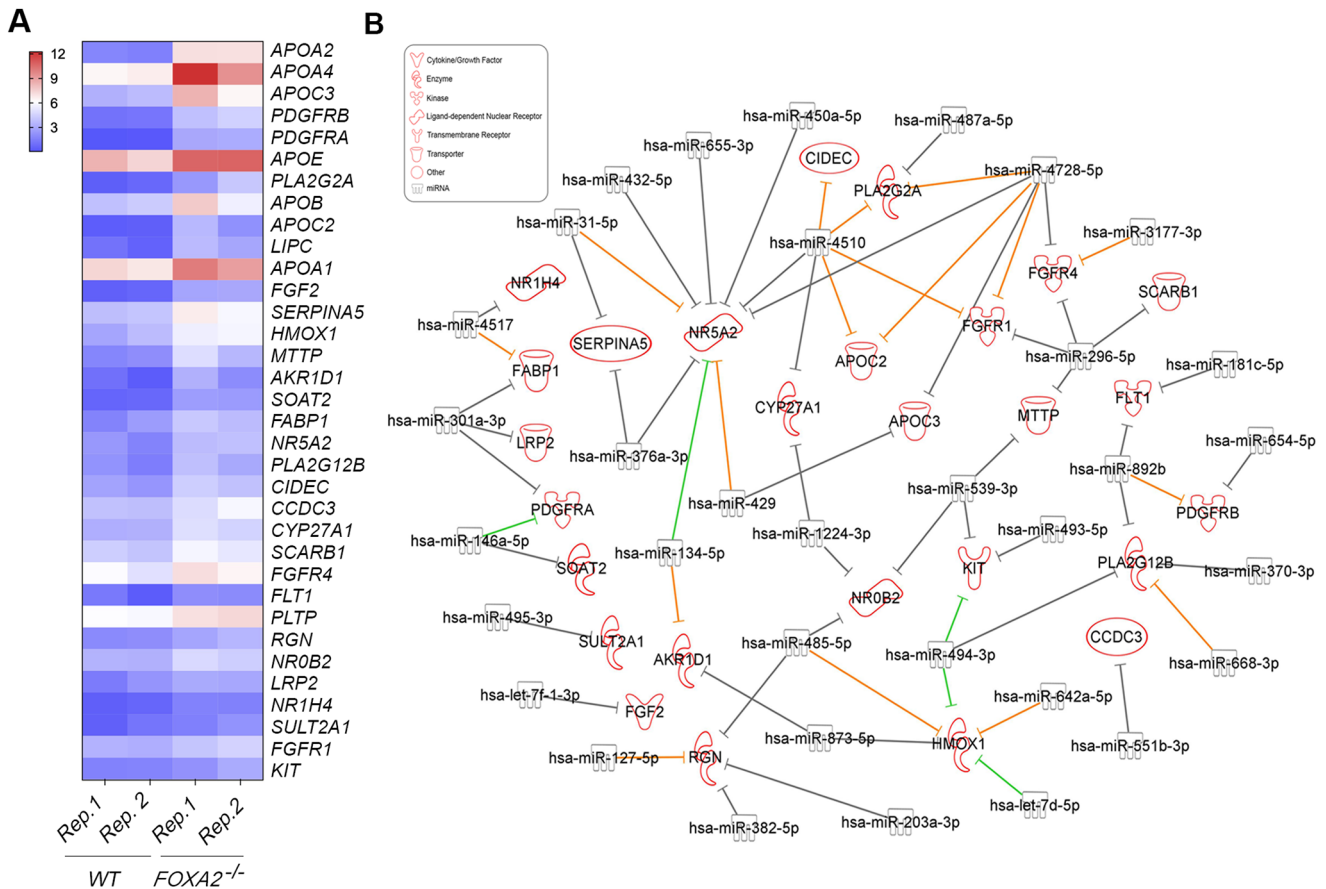 A
12
9
6
3
APOA2
APOA4
APOC3
PDGFRB
PDGFRA
APOE
PLA2G2A
APOB
APOC2
LIPC
APOA1
FGF2
SERPINA5
HMOX1
MTTP
AKR1D1
SOAT2
FABP1
NR5A2
PLA2G12B
CIDEC
CCDC3
CYP27A1
SCARB1
FGFR4
FLT1
PLTP
RGN
NR0B2
LRP2
NR1H4
SULT2A1
FGFR1
KIT
Rep.1
Rep. 2
Rep.1
Rep.2
WT
FOXA2-/-
B
Cytokine/Growth Factor
Enzyme
Kinase
Ligand-dependent Nuclear Receptor
Transmembrane Receptor
Transporter
Other
miRNA
hsa-miR-450a-5p
hsa-miR-487a-5p
hsa-miR-655-3p
CIDEC
hsa-miR-432-5p
PLA2G2A
hsa-miR-4728-5p
hsa-miR-31-5p
hsa-miR-4510
hsa-miR-3177-3p
NR1H4
FGFR4
SCARB1
hsa-miR-4517
NR5A2
FGFR1
SERPINA5
hsa-miR-296-5p
FABP1
APOC2
hsa-miR-181c-5p
FLT1
CYP27A1
hsa-miR-301a-3p
APOC3
MTTP
LRP2
hsa-miR-654-5p
hsa-miR-376a-3p
hsa-miR-892b
hsa-miR-539-3p
hsa-miR-429
PDGFRA
PDGFRB
hsa-miR-493-5p
hsa-miR-1224-3p
hsa-miR-146a-5p
hsa-miR-134-5p
PLA2G12B
SOAT2
KIT
hsa-miR-370-3p
NR0B2
hsa-miR-495-3p
CCDC3
SULT2A1
hsa-miR-485-5p
hsa-miR-494-3p
AKR1D1
hsa-miR-668-3p
hsa-let-7f-1-3p
hsa-miR-642a-5p
FGF2
hsa-miR-873-5p
HMOX1
hsa-miR-551b-3p
hsa-miR-127-5p
RGN
hsa-let-7d-5p
hsa-miR-203a-3p
hsa-miR-382-5p